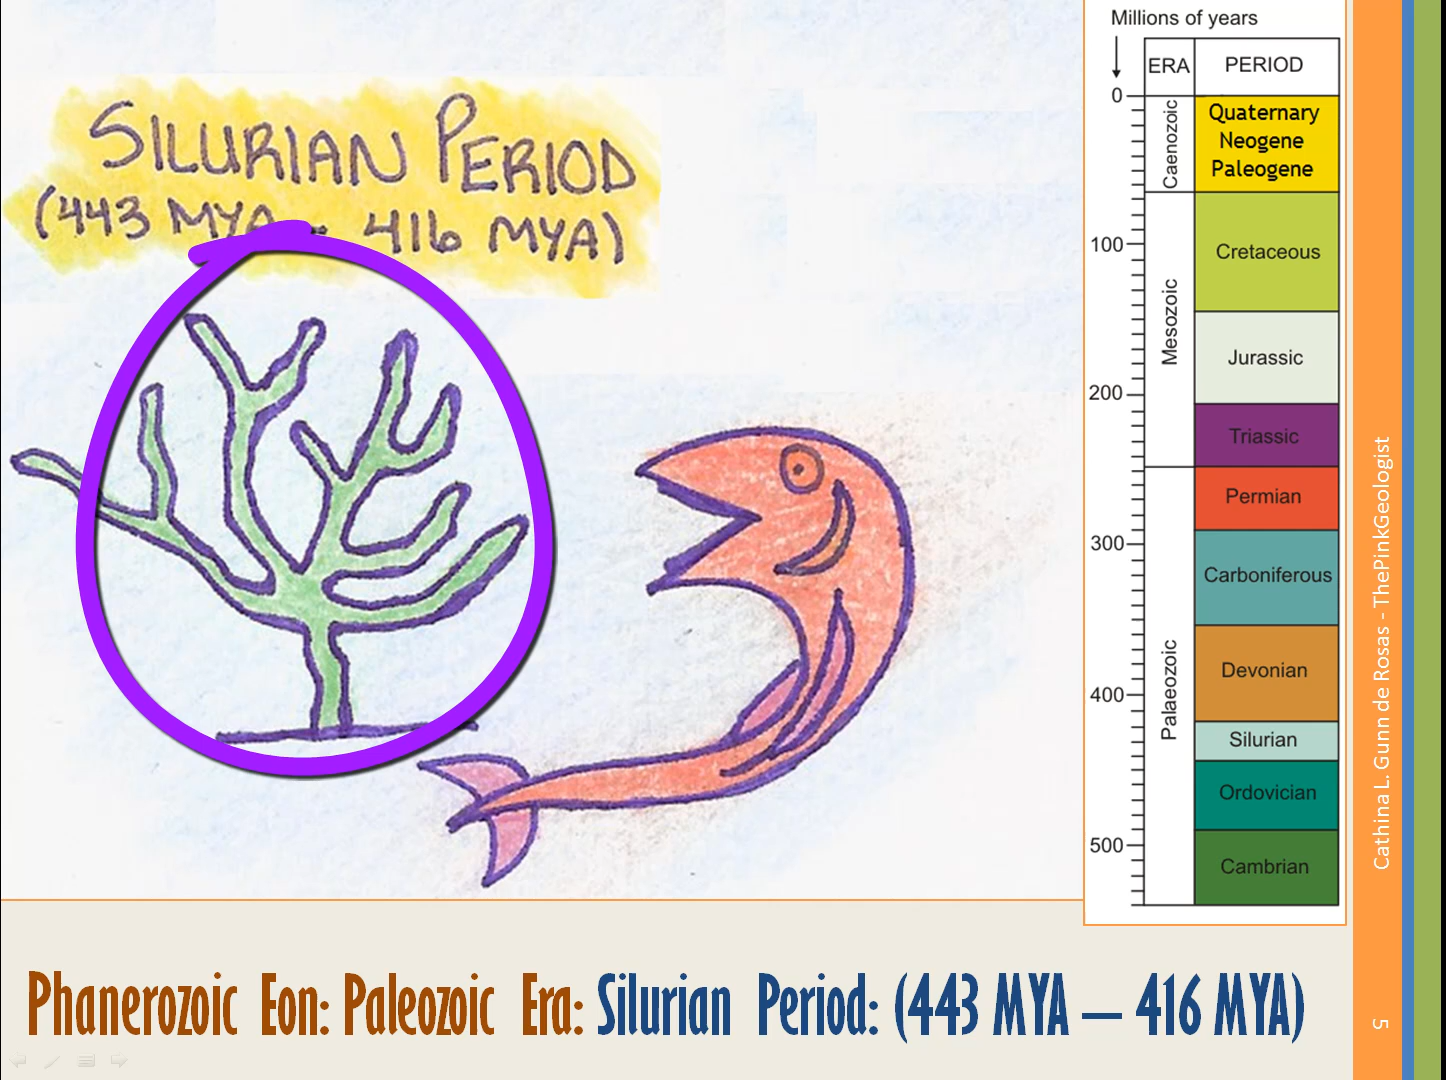 SILURIAN PERIOD
(443 MYA - 416 MYA)
Millions of years
ERA PERIOD
0
100
200
300
400
500
Caenozoic
Mesozoic
Palaeozoic
Quaternary
Neogene
Paleogene
Cretaceous
Jurassic
Triassic
Permian
Carboniferous
Devonian
Silurian
Ordovician
Cambrian
Cathina L. Gunn de Rosas - ThePinkGeologist
5
Phanerozoic Eon: Paleozoic Era: Silurian Period: (443 MYA — 416 MYA)